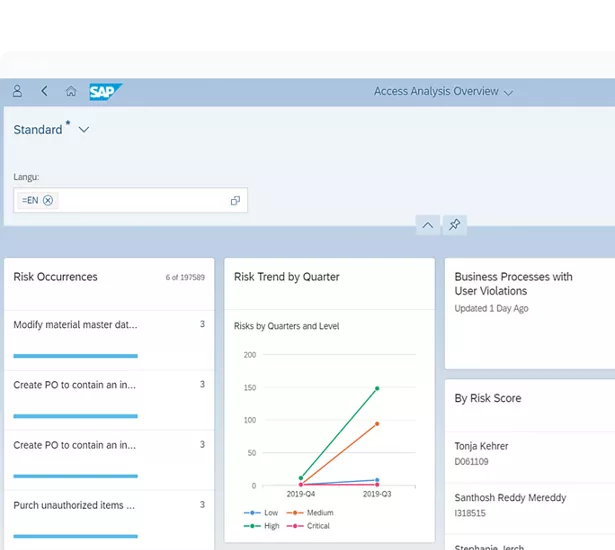 SAP
Access Analysis Overview
Standard *
Langu:
=EN
Risk Occurrences
6 of 197589
Modify material master dat...
3
Create PO to contain an in...
3
Create PO to contain an in...
3
Purch unauthorized items ...
3
Risk Trend by Quarter
Risks by Quarters and Level
200
150
100
50
0
2019-Q4
2019-Q3
Low
Medium
High
Critical
Business Processes with
User Violations
Updated 1 Day Ago
By Risk Score
Tonja Kehrer
D061109
Santhosh Reddy Mereddy
I318515
Stephanie Jerch